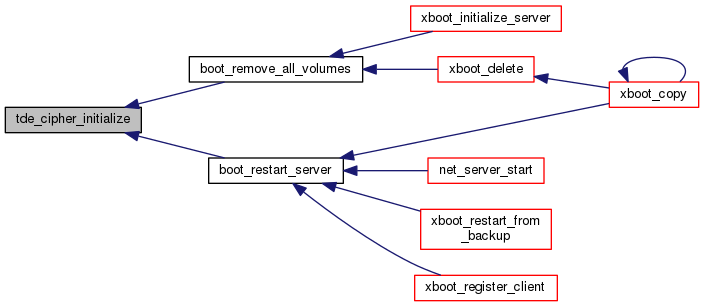 xboot_initialize_server
boot_remove_all_volumes
xboot_delete
xboot_copy
tde_cipher_initialize
boot_restart_server
net_server_start
xboot_restart_from
_backup
xboot_register_client